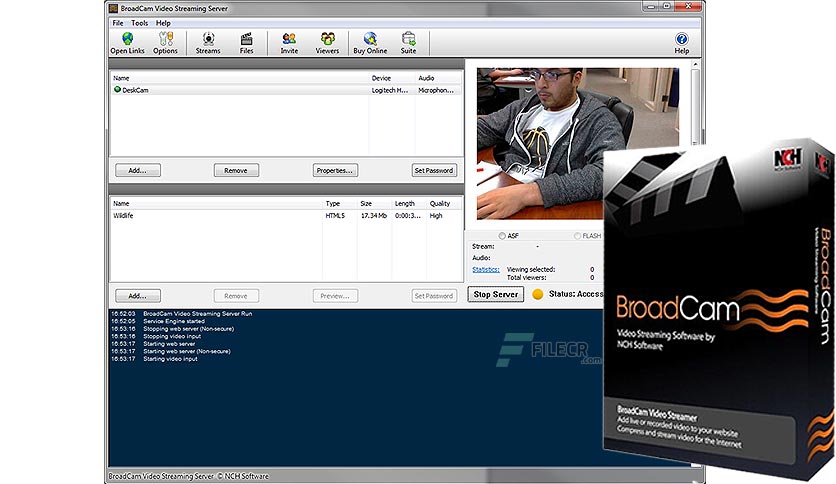 BroadCam Video Streaming Server
File Tools Help
Open Links Options Streams Files Invite Viewers Buy Online Suite Help
Name Device Audio
DeskCam Logitech H... Microphon...
Add... Remove Properties... Set Password
Name Type Size Length Quality
Wildlife HTML5 17.34 Mb 0:00:3... High
Add... Remove Preview... Set Password
ASF FLASH
Stream: -
Audio:
Statistics: Viewing selected: 0
Total viewers: 0
Stop Server Status: Access
16:52:03 BroadCam Video Streaming Server Run
16:52:05 Service Engine started
16:53:16 Stopping web server (Non-secure)
16:53:16 Stopping video input
16:53:17 Starting web server
16:53:17 Starting web server (Non-secure)
16:53:17 Starting video input
FILECR
.com
BroadCam Video Streaming Server © NCH Software
NCH
NCH Software
BroadCam
Video Streaming Software by
NCH Software
BroadCam Video Streamer
Add live or recorded video to your website
Compress and stream video for the Internet
NCH
BroadCam
Video Streaming Software